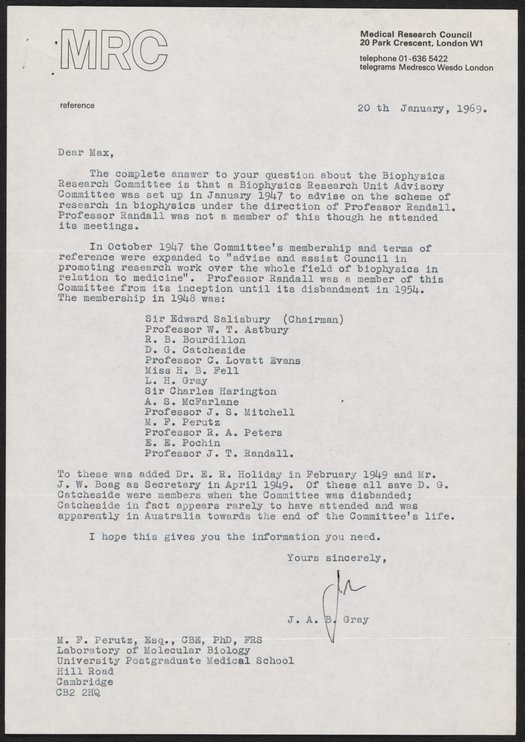 MRC
Medical Research Council
20 Park Crescent, London W1
telephone 01-636 5422
telegrams Medresco Wesdo London
reference
20 th January, 1969.
Dear Max,
The complete answer to your question about the Biophysics
Research Committee is that a Biophysics Research Unit Advisory
Committee was set up in January 1947 to advise on the scheme of
research in biophysics under the direction of Professor Randall.
Professor Randall was not a member of this though he attended
its meetings.
In October 1947 the Committee's membership and terms of
reference were expanded to "advise and assist Council in
promoting research work over the whole field of biophysics in
relation to medicine". Professor Randall was a member of this
Committee from its inception until its disbandment in 1954.
The membership in 1948 was:
Sir Edward Salisbury (Chairman)
Professor W. T. Astbury
R. B. Bourdillon
D. G. Catcheside
Professor C. Lovatt Evans
Miss H. B. Fell
L. H. Gray
Sir Charles Harington
A. S. McFarlane
Professor J. S. Mitchell
M. F. Perutz
Professor R. A. Peters
E. E. Pochin
Professor J. T. Randall.
To these was added Dr. E. R. Holiday in February 1949 and Mr.
J. W. Boag as Secretary in April 1949. Of these all save D. G.
Catcheside were members when the Committee was disbanded;
Catcheside in fact appears rarely to have attended and was
apparently in Australia towards the end of the Committee's life.
I hope this gives you the information you need.
Yours sincerely,
J. A. B. Gray
M. F. Perutz, Esq., CBE, PhD, FRS
Laboratory of Molecular Biology
University Postgraduate Medical School
Hill Road
Cambridge
CB2 2HQ